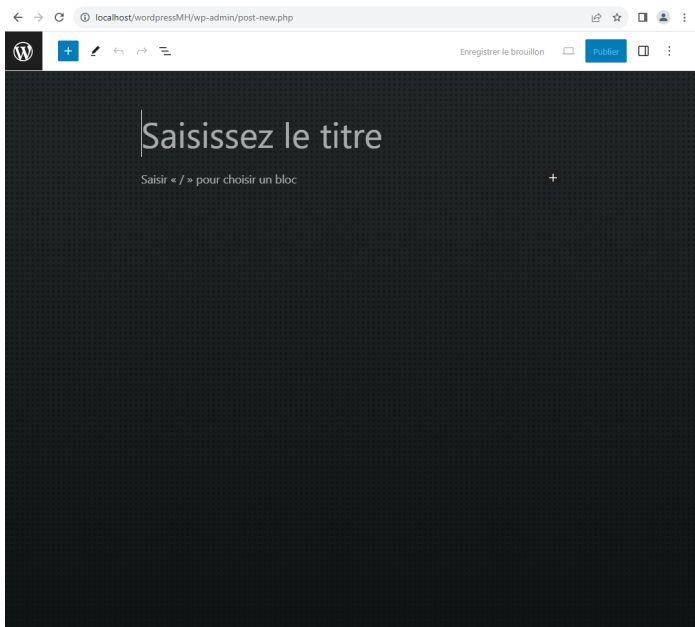 localhost/wordpressMH/wp-admin/post-new.php
Enregistrer le brouillon
Publier
Saisissez le titre
Saisir « / » pour choisir un bloc